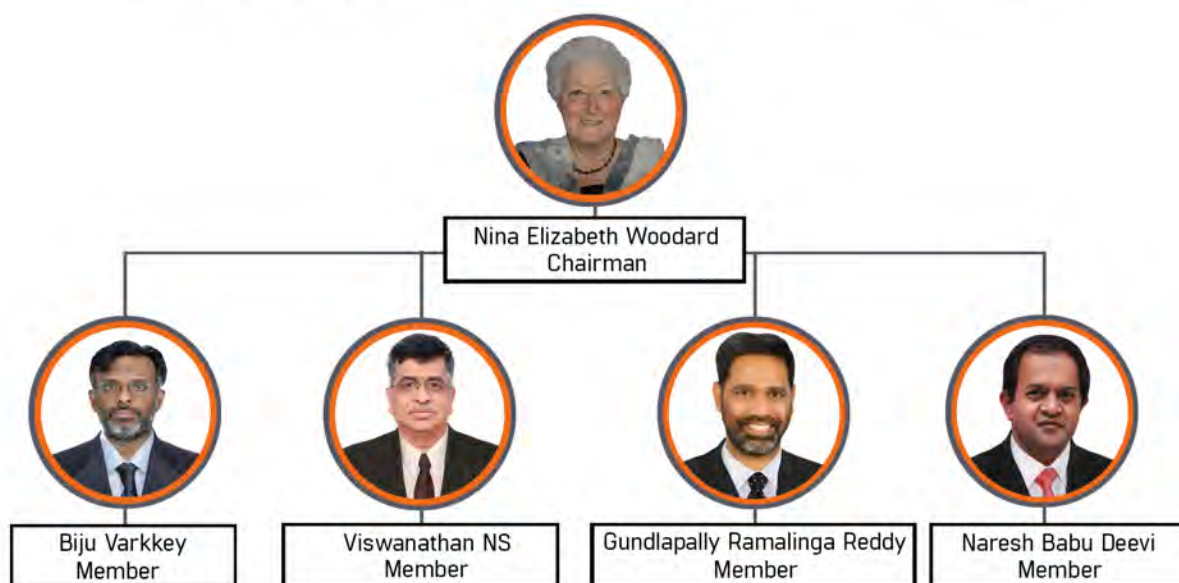 Nina Elizabeth Woodard
Chairman
Biju Varkkey
Member
Viswanathan NS
Member
Gundlapally Ramalinga Reddy
Member
Naresh Babu Deevi
Member